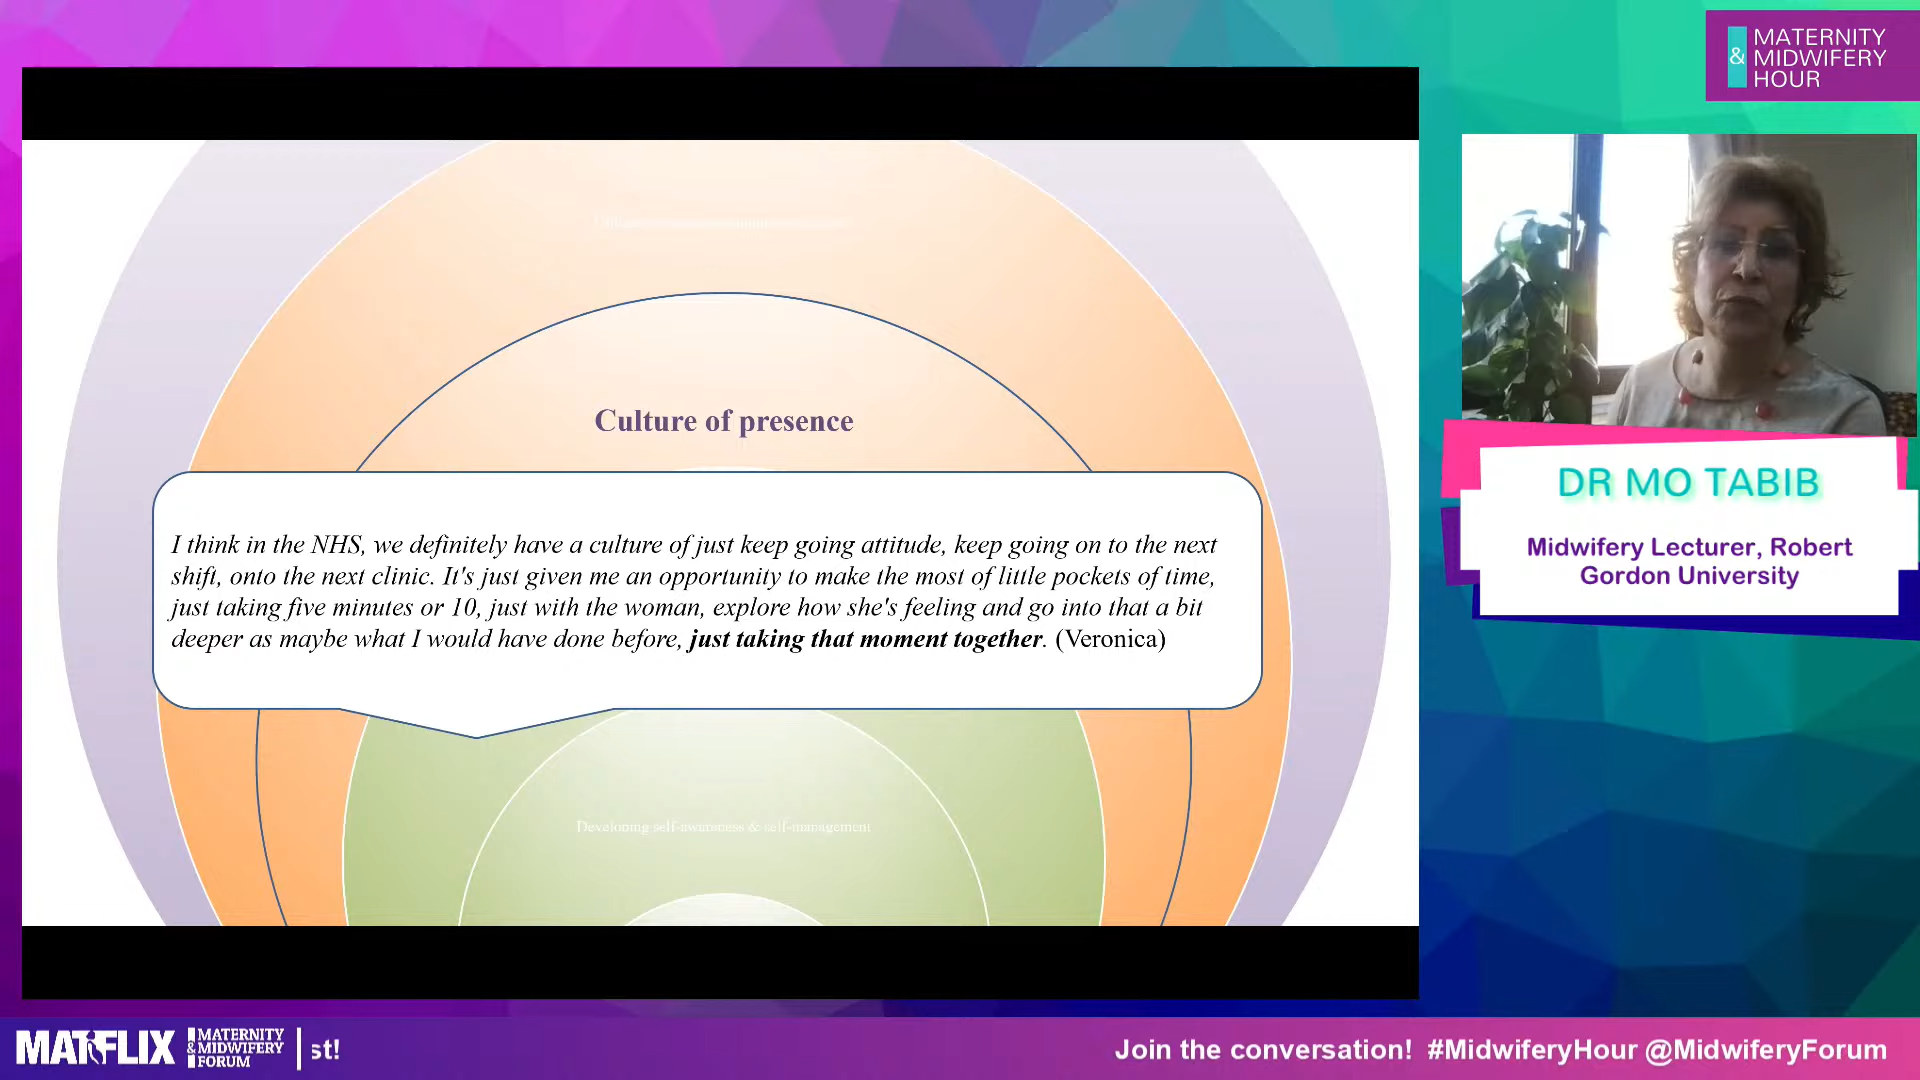 MATERNITY
& MIDWIFERY
HOUR
Culture of presence
I think in the NHS, we definitely have a culture of just keep going attitude, keep going on to the next
shift, onto the next clinic. It's just given me an opportunity to make the most of little pockets of time,
just taking five minutes or 10, just with the woman, explore how she's feeling and go into that a bit
deeper as maybe what I would have done before, just taking that moment together. (Veronica)
Developing self-awareness & self-management
DR MO TABIB
Midwifery Lecturer, Robert
Gordon University
MATFLIX
MATERNITY
& MIDWIFERY
FORUM
st!
Join the conversation! #MidwiferyHour @MidwiferyForum